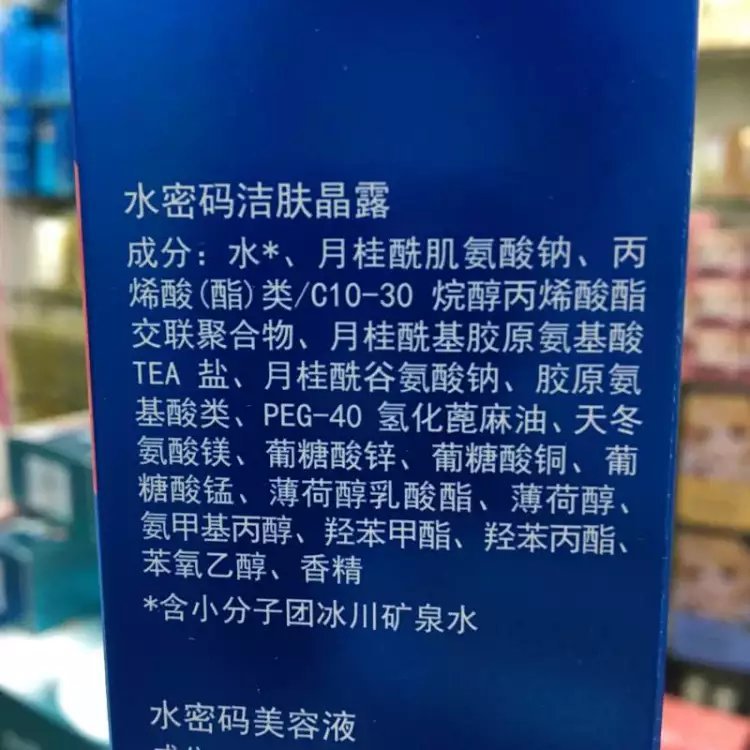 水密码洁肤晶露
成分：水*、月桂酰肌氨酸钠、丙
烯酸(酯)类/C10-30 烷醇丙烯酸酯
交联聚合物、月桂酰基胶原氨基酸
TEA 盐、月桂酰谷氨酸钠、胶原氨
基酸类、PEG-40 氢化蓖麻油、天冬
氨酸镁、葡糖酸锌、葡糖酸铜、葡
糖酸锰、薄荷醇乳酸酯、薄荷醇、
氨甲基丙醇、羟苯甲酯、羟苯丙酯、
苯氧乙醇、香精
*含小分子团冰川矿泉水
水密码美容液